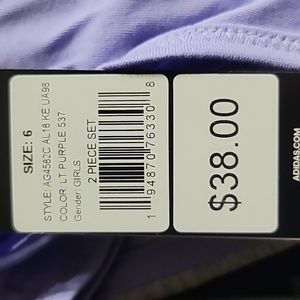 SIZE: 6
STYLE: AG4582C AL18 KE UA98
COLOR: LT PURPLE 537
Gender: GIRLS
2 PIECE SET
1 94870 76330 8
$38.00
ADIDAS.COM